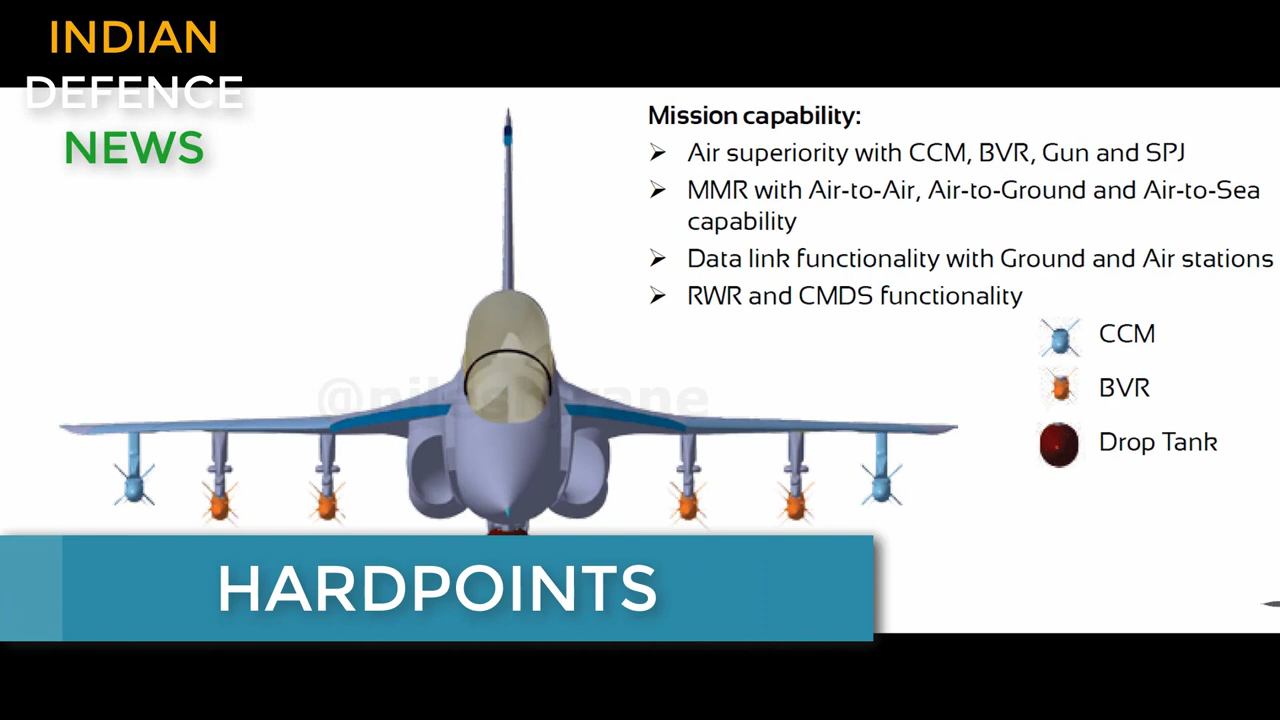 INDIAN
DEFENCE
NEWS
Mission capability:
Air superiority with CCM, BVR, Gun and SPJ
MMR with Air-to-Air, Air-to-Ground and Air-to-Sea
capability
Data link functionality with Ground and Air stations
RWR and CMDS functionality
CCM
BVR
Drop Tank
HARDPOINTS